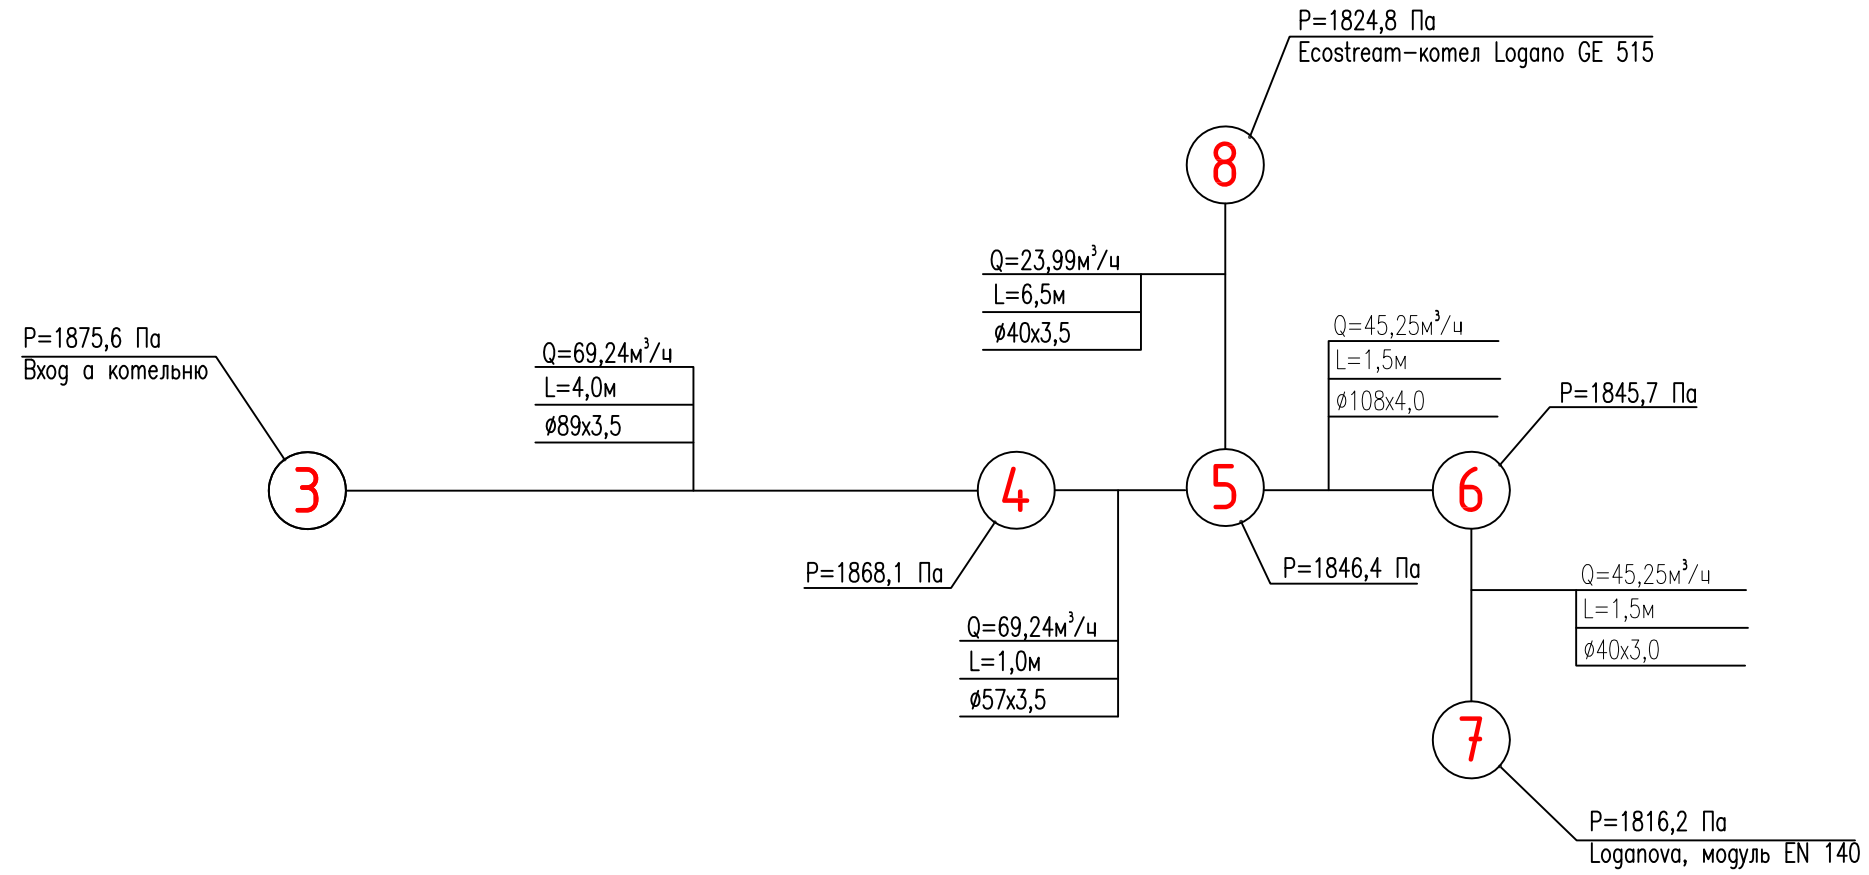 P=1824,8 Па
Ecostream-котел Logano GE 515
8
Q=23,99м³/ч
L=6,5м
ø40x3,5
P=1875,6 Па
Вход а котельню
Q=69,24м³/ч
L=4,0м
ø89x3,5
Q=45,25м³/ч
L=1,5м
ø108x4,0
P=1845,7 Па
3
4
5
6
P=1868,1 Па
P=1846,4 Па
Q=69,24м³/ч
L=1,0м
ø57x3,5
Q=45,25м³/ч
L=1,5м
ø40x3,0
7
P=1816,2 Па
Loganova, модуль EN 140